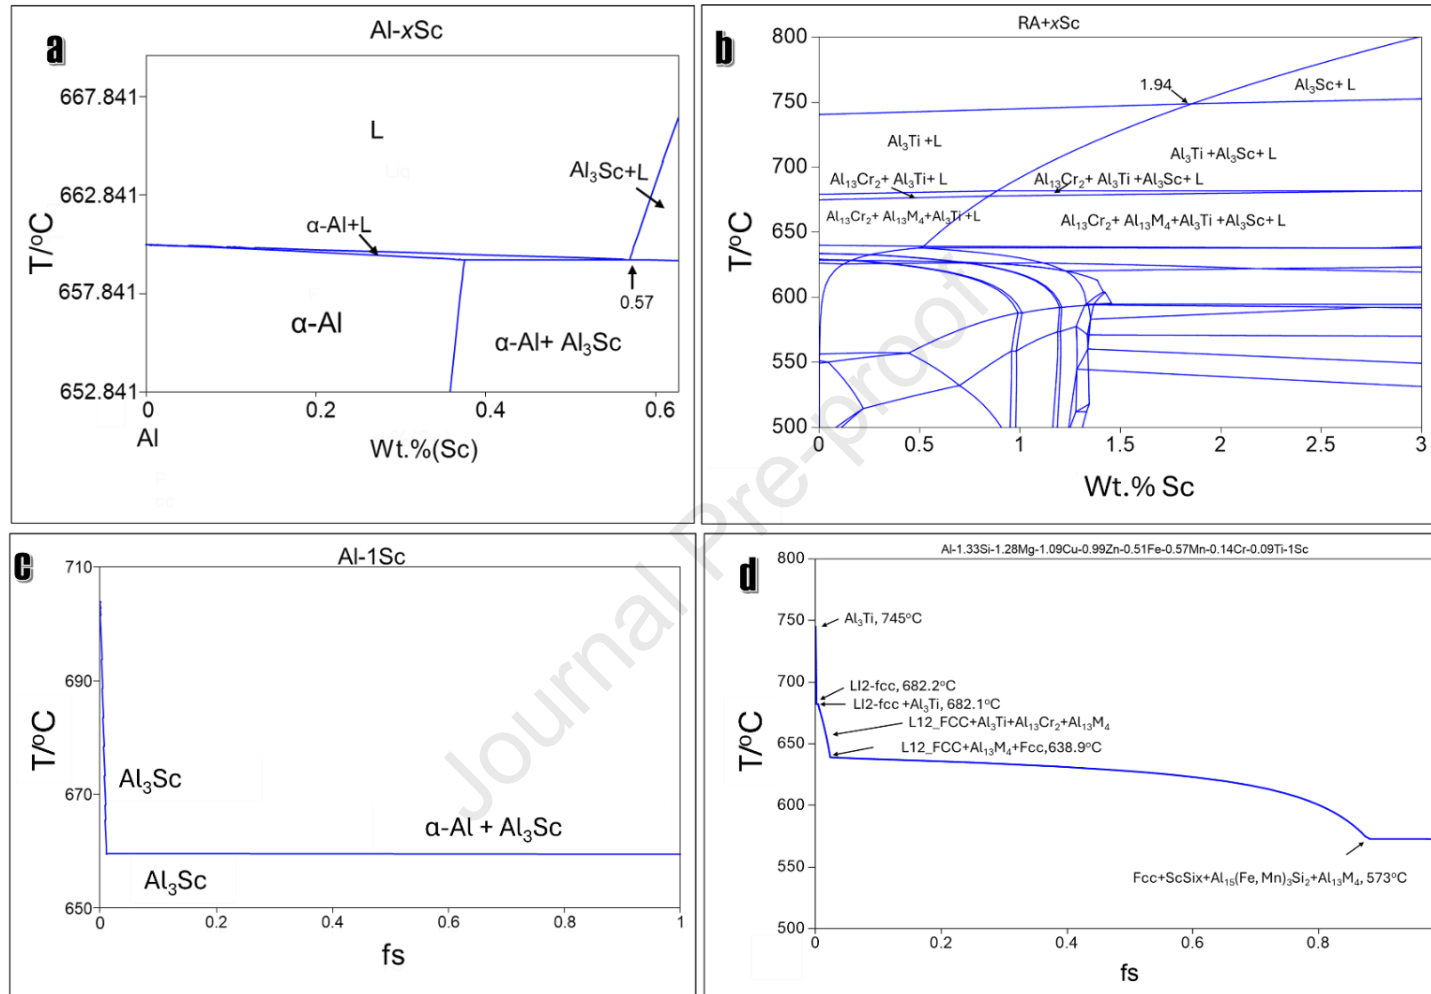 a
Al-xSc
667.841
662.841
657.841
652.841
T/°C
L
Al₃Sc+L
α-Al+L
α-Al
0.57
α-Al+ Al₃Sc
0
0.2
0.4
0.6
Al
Wt.%(Sc)
b
RA+xSc
800
750
700
650
600
550
500
T/°C
1.94
Al₃Sc+ L
Al₃Ti +L
Al₃Ti +Al₃Sc+ L
Al₁₃Cr₂+ Al₃Ti+ L
Al₁₃Cr₂+ Al₃Ti +Al₃Sc+ L
Al₁₃Cr₂+ Al₁₃M₄+Al₃Ti +L
Al₁₃Cr₂+ Al₁₃M₄+Al₃Ti +Al₃Sc+ L
0
0.5
1
1.5
2
2.5
3
Wt.% Sc
c
Al-1Sc
710
690
670
650
T/°C
Al₃Sc
α-Al + Al₃Sc
Al₃Sc
0
0.2
0.4
0.6
0.8
1
fs
d
Al-1.33Si-1.28Mg-1.09Cu-0.99Zn-0.51Fe-0.57Mn-0.14Cr-0.09Ti-1Sc
800
750
700
650
600
550
500
T/°C
Al₃Ti, 745°C
LI2-fcc, 682.2°C
LI2-fcc +Al₃Ti, 682.1°C
L12_FCC+Al₃Ti+Al₁₃Cr₂+Al₁₃M₄
L12_FCC+Al₁₃M₄+Fcc,638.9°C
Fcc+ScSix+Al₁₅(Fe, Mn)₃Si₂+Al₁₃M₄, 573°C
0
0.2
0.4
0.6
0.8
fs
Journal Pre-proof